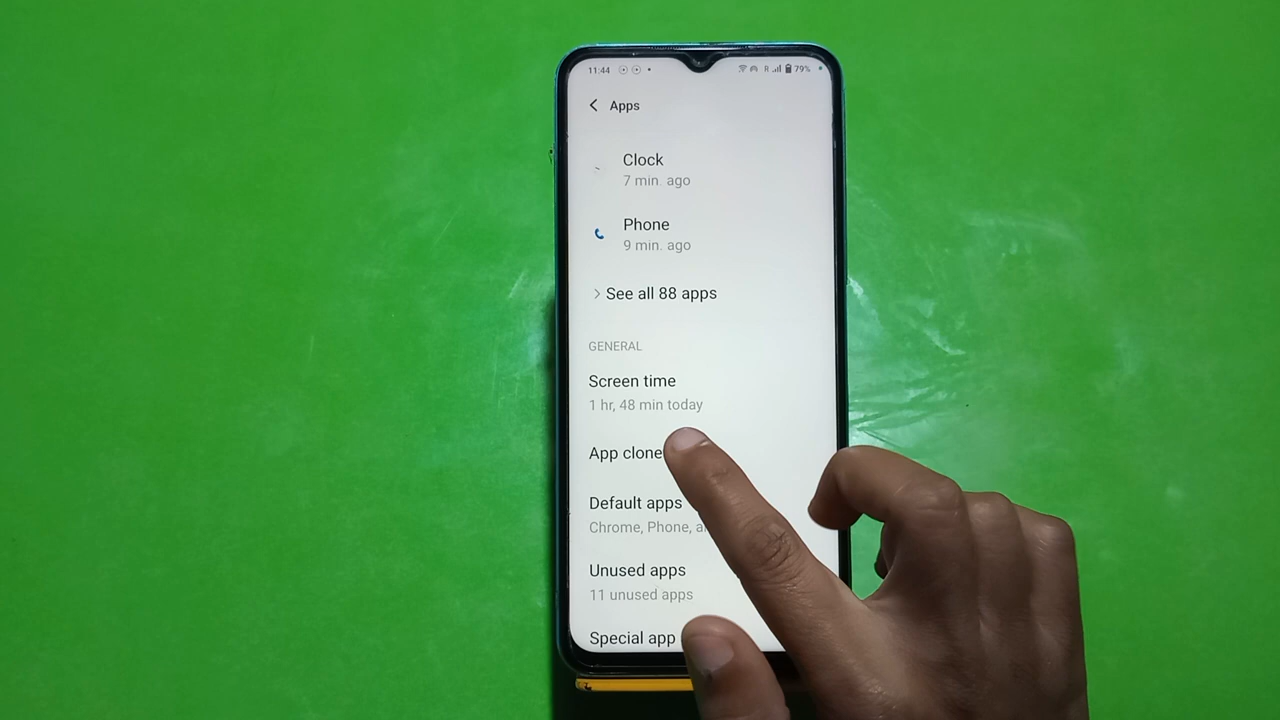 11:44 R 79%
Apps
Clock
7 min. ago
Phone
9 min. ago
See all 88 apps
GENERAL
Screen time
1 hr, 48 min today
App clone
Default apps
Chrome, Phone,
Unused apps
11 unused apps
Special app